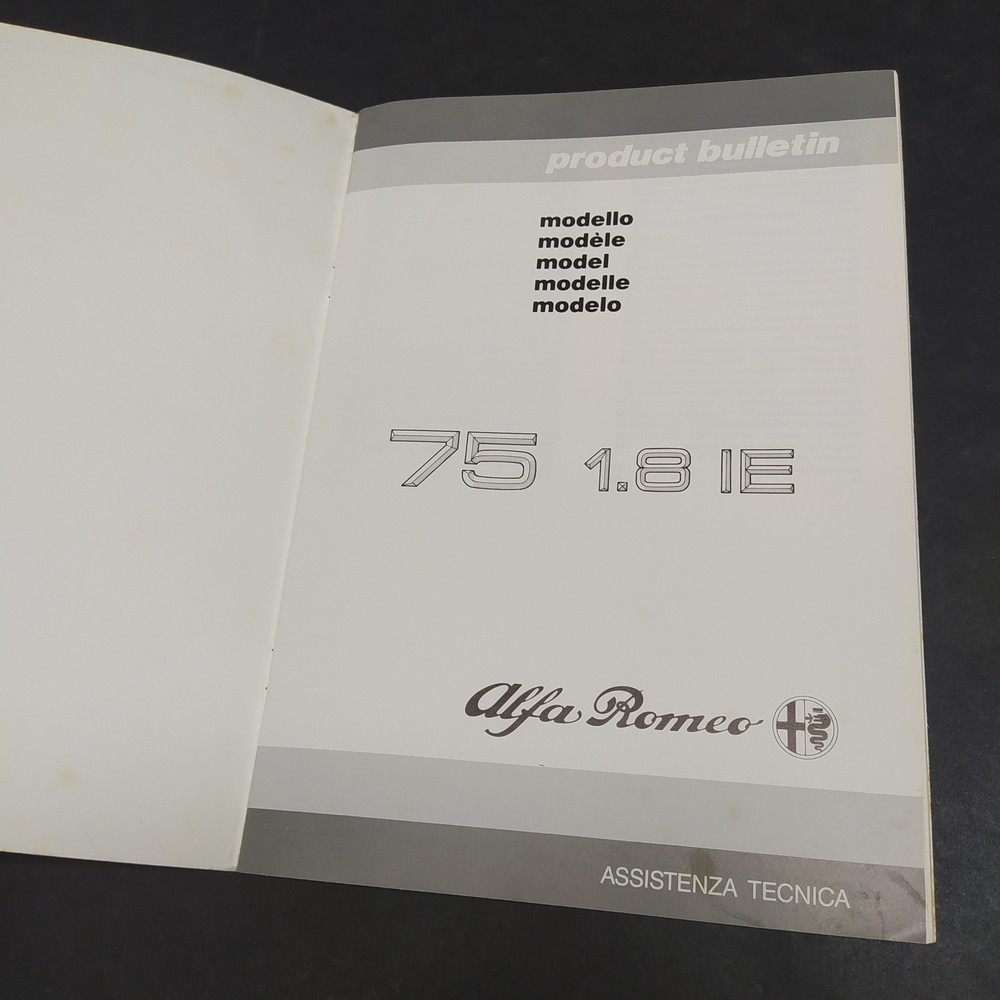 product bulletin
modello
modèle
model
modelle
modelo
75 1.8 IE
Alfa Romeo
ASSISTENZA TECNICA